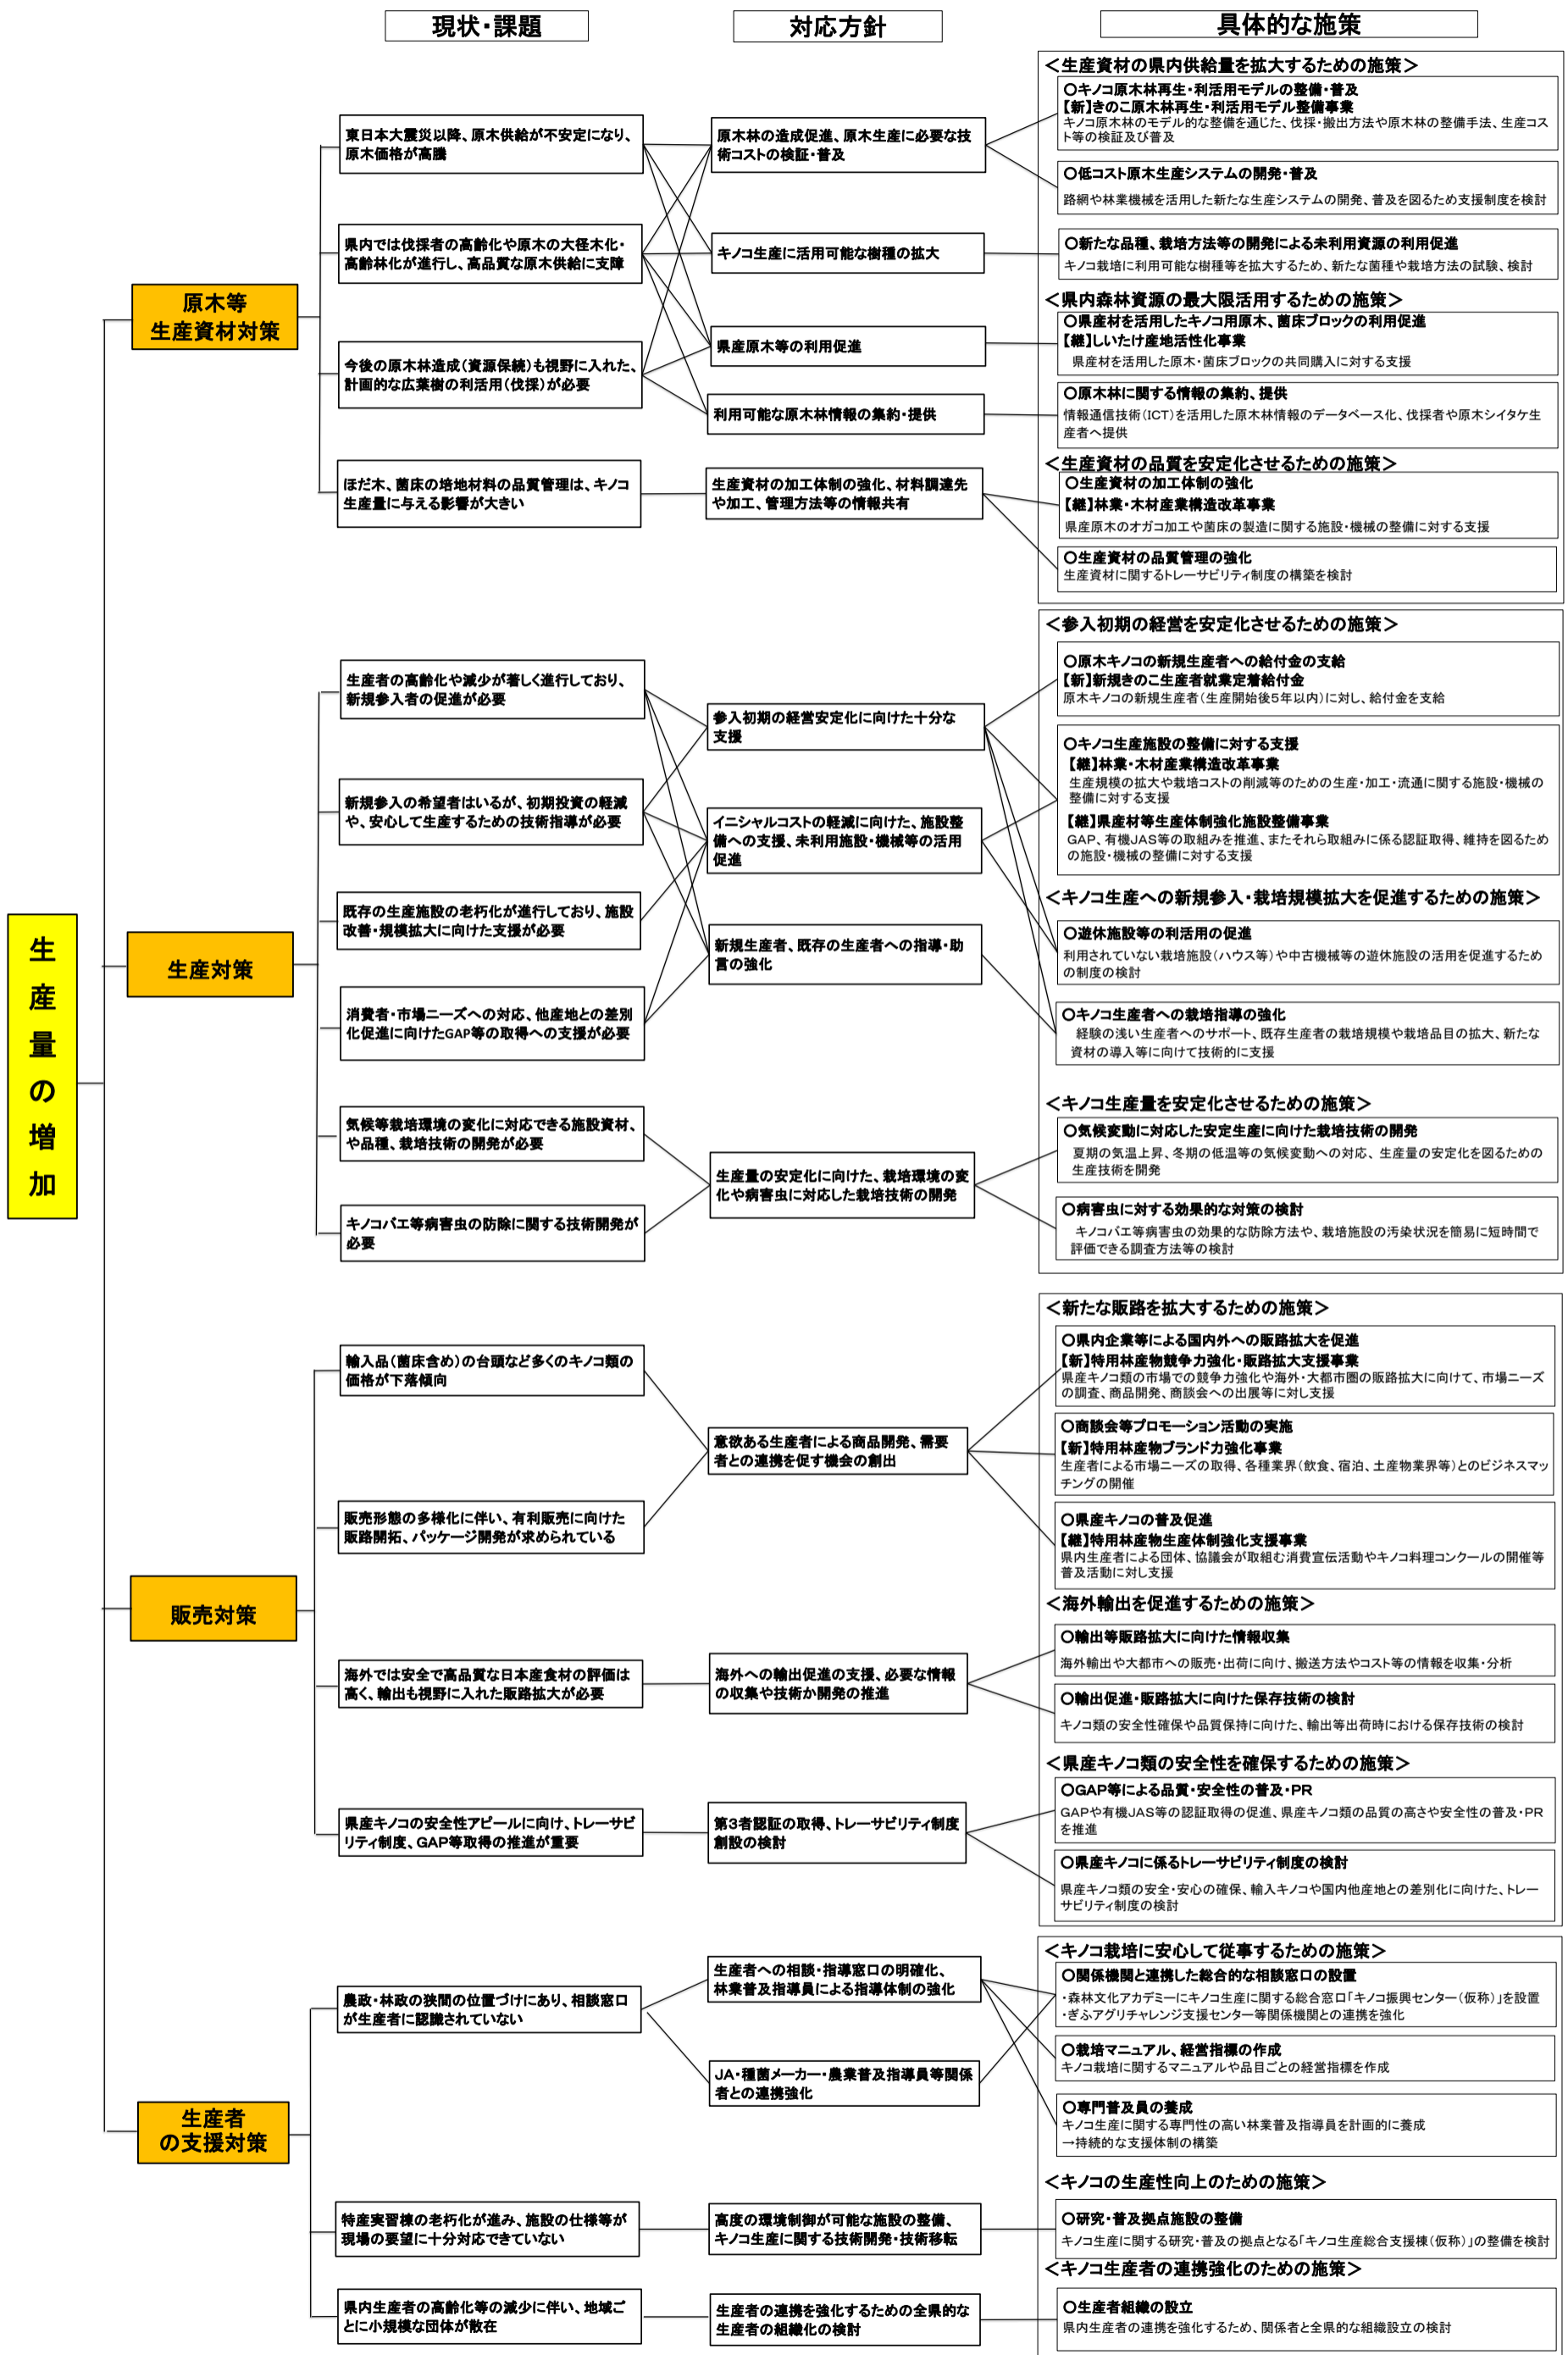 現状・課題
対応方針
具体的な施策
生
産
量
の
増
加
原木等
生産資材対策
東日本大震災以降、原木供給が不安定になり、
原木価格が高騰
県内では伐採者の高齢化や原木の大径木化・
高齢林化が進行し、高品質な原木供給に支障
今後の原木林造成(資源保続)も視野に入れた、
計画的な広葉樹の利活用(伐採)が必要
ほだ木、菌床の培地材料の品質管理は、キノコ
生産量に与える影響が大きい
原木林の造成促進、原木生産に必要な技
術コストの検証・普及
キノコ生産に活用可能な樹種の拡大
県産原木等の利用促進
利用可能な原木林情報の集約・提供
生産資材の加工体制の強化、材料調達先
や加工、管理方法等の情報共有
＜生産資材の県内供給量を拡大するための施策＞
○キノコ原木林再生・利活用モデルの整備・普及
【新】きのこ原木林再生・利活用モデル整備事業
キノコ原木林のモデル的な整備を通じた、伐採・搬出方法や原木林の整備手法、生産コス
ト等の検証及び普及
○低コスト原木生産システムの開発・普及
路網や林業機械を活用した新たな生産システムの開発、普及を図るため支援制度を検討
○新たな品種、栽培方法等の開発による未利用資源の利用促進
キノコ栽培に利用可能な樹種等を拡大するため、新たな菌種や栽培方法の試験、検討
＜県内森林資源の最大限活用するための施策＞
○県産材を活用したキノコ用原木、菌床ブロックの利用促進
【継】しいたけ産地活性化事業
県産材を活用した原木・菌床ブロックの共同購入に対する支援
○原木林に関する情報の集約、提供
情報通信技術(ICT)を活用した原木林情報のデータベース化、伐採者や原木シイタケ生
産者へ提供
＜生産資材の品質を安定化させるための施策＞
○生産資材の加工体制の強化
【継】林業・木材産業構造改革事業
県産原木のオガコ加工や菌床の製造に関する施設・機械の整備に対する支援
○生産資材の品質管理の強化
生産資材に関するトレーサビリティ制度の構築を検討
生産対策
生産者の高齢化や減少が著しく進行しており、
新規参入者の促進が必要
新規参入の希望者はいるが、初期投資の軽減
や、安心して生産するための技術指導が必要
既存の生産施設の老朽化が進行しており、施設
改善・規模拡大に向けた支援が必要
消費者・市場ニーズへの対応、他産地との差別
化促進に向けたGAP等の取得への支援が必要
気候等栽培環境の変化に対応できる施設資材、
や品種、栽培技術の開発が必要
キノコバエ等病害虫の防除に関する技術開発が
必要
参入初期の経営安定化に向けた十分な
支援
イニシャルコストの軽減に向けた、施設整
備への支援、未利用施設・機械等の活用
促進
新規生産者、既存の生産者への指導・助
言の強化
生産量の安定化に向けた、栽培環境の変
化や病害虫に対応した栽培技術の開発
＜参入初期の経営を安定化させるための施策＞
○原木キノコの新規生産者への給付金の支給
【新】新規きのこ生産者就業定着給付金
原木キノコの新規生産者(生産開始後５年以内)に対し、給付金を支給
○キノコ生産施設の整備に対する支援
【継】林業・木材産業構造改革事業
生産規模の拡大や栽培コストの削減等のための生産・加工・流通に関する施設・機械の
整備に対する支援
【継】県産材等生産体制強化施設整備事業
GAP、有機JAS等の取組みを推進、またそれら取組みに係る認証取得、維持を図るため
の施設・機械の整備に対する支援
＜キノコ生産への新規参入・栽培規模拡大を促進するための施策＞
○遊休施設等の利活用の促進
利用されていない栽培施設(ハウス等)や中古機械等の遊休施設の活用を促進するため
の制度の検討
○キノコ生産者への栽培指導の強化
経験の浅い生産者へのサポート、既存生産者の栽培規模や栽培品目の拡大、新たな
資材の導入等に向けて技術的に支援
＜キノコ生産量を安定化させるための施策＞
○気候変動に対応した安定生産に向けた栽培技術の開発
夏期の気温上昇、冬期の低温等の気候変動への対応、生産量の安定化を図るための
生産技術を開発
○病害虫に対する効果的な対策の検討
キノコバエ等病害虫の効果的な防除方法や、栽培施設の汚染状況を簡易に短時間で
評価できる調査方法等の検討
販売対策
輸入品(菌床含め)の台頭など多くのキノコ類の
価格が下落傾向
販売形態の多様化に伴い、有利販売に向けた
販路開拓、パッケージ開発が求められている
海外では安全で高品質な日本産食材の評価は
高く、輸出も視野に入れた販路拡大が必要
県産キノコの安全性アピールに向け、トレーサビ
リティ制度、GAP等取得の推進が重要
意欲ある生産者による商品開発、需要
者との連携を促す機会の創出
海外への輸出促進の支援、必要な情報
の収集や技術か開発の推進
第３者認証の取得、トレーサビリティ制度
創設の検討
＜新たな販路を拡大するための施策＞
○県内企業等による国内外への販路拡大を促進
【新】特用林産物競争力強化・販路拡大支援事業
県産キノコ類の市場での競争力強化や海外・大都市圏の販路拡大に向けて、市場ニーズ
の調査、商品開発、商談会への出展等に対し支援
○商談会等プロモーション活動の実施
【新】特用林産物ブランド力強化事業
生産者による市場ニーズの取得、各種業界(飲食、宿泊、土産物業界等)とのビジネスマッ
チングの開催
○県産キノコの普及促進
【継】特用林産物生産体制強化支援事業
県内生産者による団体、協議会が取組む消費宣伝活動やキノコ料理コンクールの開催等
普及活動に対し支援
＜海外輸出を促進するための施策＞
○輸出等販路拡大に向けた情報収集
海外輸出や大都市への販売・出荷に向け、搬送方法やコスト等の情報を収集・分析
○輸出促進・販路拡大に向けた保存技術の検討
キノコ類の安全性確保や品質保持に向けた、輸出等出荷時における保存技術の検討
＜県産キノコ類の安全性を確保するための施策＞
○GAP等による品質・安全性の普及・PR
GAPや有機JAS等の認証取得の促進、県産キノコ類の品質の高さや安全性の普及・PR
を推進
○県産キノコに係るトレーサビリティ制度の検討
県産キノコ類の安全・安心の確保、輸入キノコや国内他産地との差別化に向けた、トレー
サビリティ制度の検討
生産者
の支援対策
農政・林政の狭間の位置づけにあり、相談窓口
が生産者に認識されていない
特産実習棟の老朽化が進み、施設の仕様等が
現場の要望に十分対応できていない
県内生産者の高齢化等の減少に伴い、地域ご
とに小規模な団体が散在
生産者への相談・指導窓口の明確化、
林業普及指導員による指導体制の強化
JA・種菌メーカー・農業普及指導員等関係
者との連携強化
高度の環境制御が可能な施設の整備、
キノコ生産に関する技術開発・技術移転
生産者の連携を強化するための全県的な
生産者の組織化の検討
＜キノコ栽培に安心して従事するための施策＞
○関係機関と連携した総合的な相談窓口の設置
・森林文化アカデミーにキノコ生産に関する総合窓口「キノコ振興センター(仮称)」を設置
・ぎふアグリチャレンジ支援センター等関係機関との連携を強化
○栽培マニュアル、経営指標の作成
キノコ栽培に関するマニュアルや品目ごとの経営指標を作成
○専門普及員の養成
キノコ生産に関する専門性の高い林業普及指導員を計画的に養成
→持続的な支援体制の構築
＜キノコの生産性向上のための施策＞
○研究・普及拠点施設の整備
キノコ生産に関する研究・普及の拠点となる「キノコ生産総合支援棟(仮称)」の整備を検討
＜キノコ生産者の連携強化のための施策＞
○生産者組織の設立
県内生産者の連携を強化するため、関係者と全県的な組織設立の検討